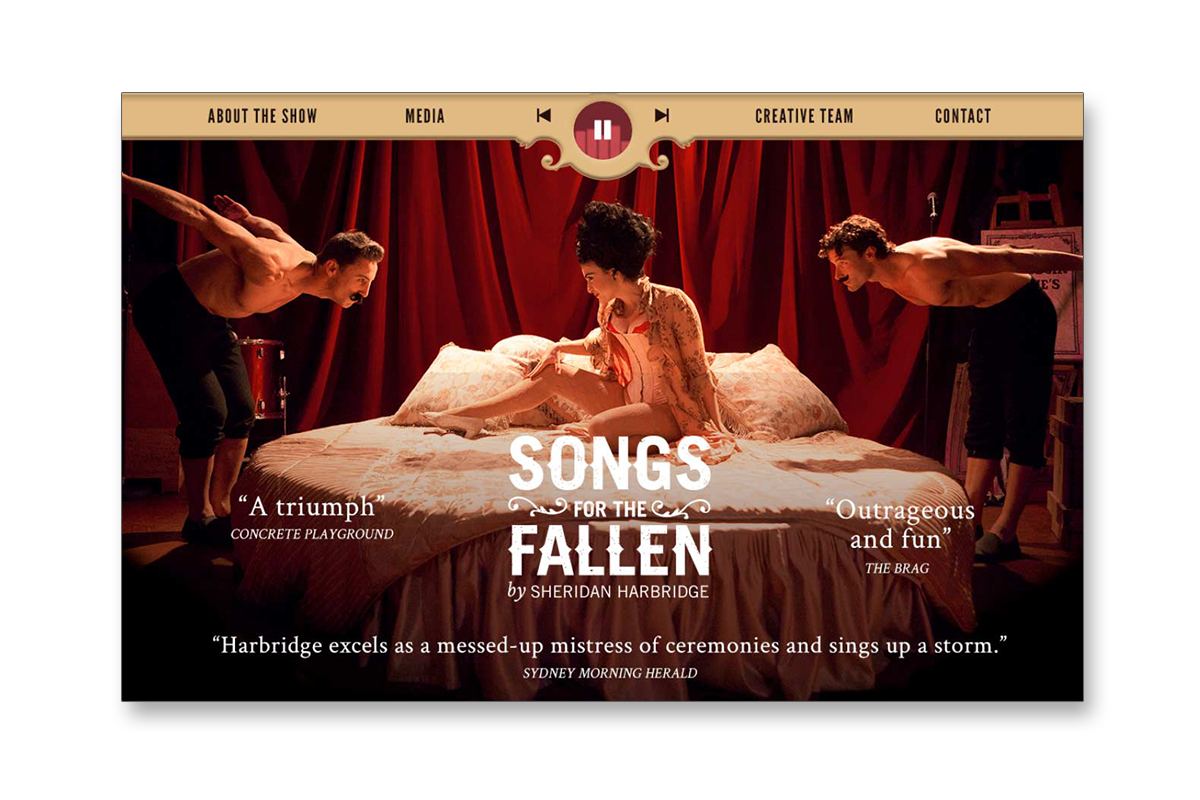 ABOUT THE SHOW
MEDIA
CREATIVE TEAM
CONTACT
SONGS
FOR THE
FALLEN
by SHERIDAN HARBRIDGE
“A triumph”
CONCRETE PLAYGROUND
“Outrageous
and fun”
THE BRAG
“Harbridge excels as a messed-up mistress of ceremonies and sings up a storm.”
SYDNEY MORNING HERALD